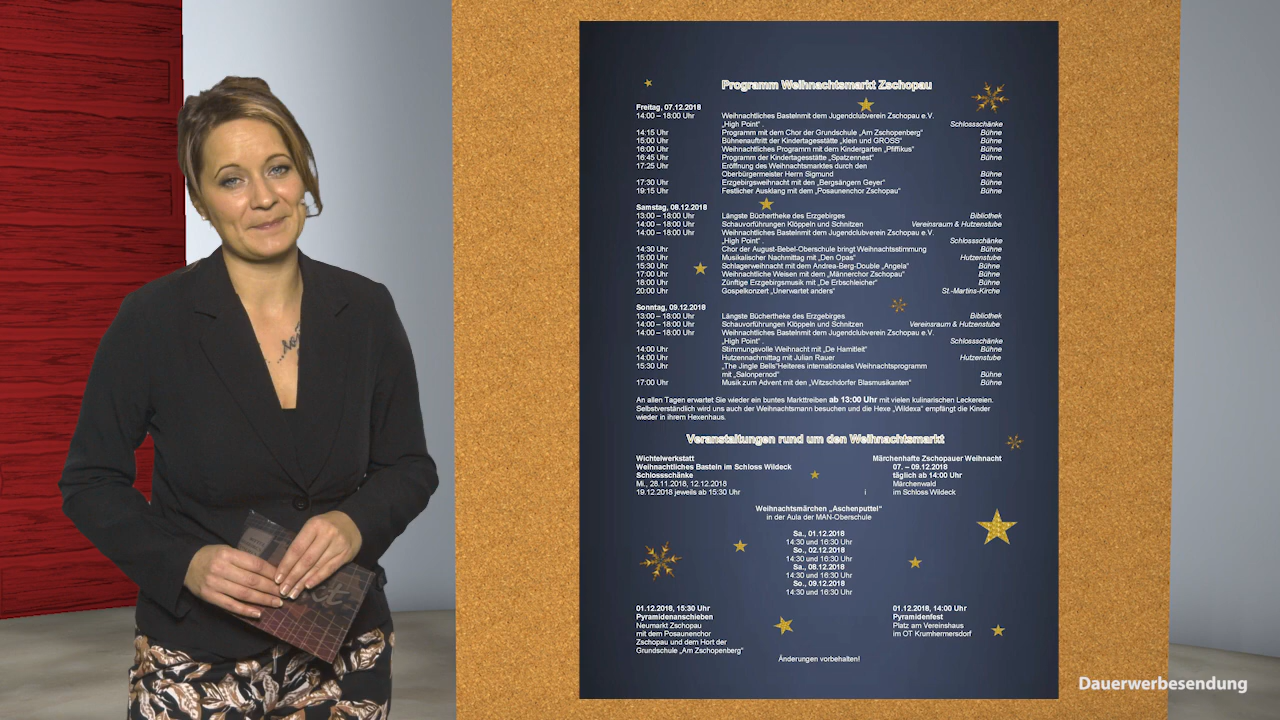 Programm Weihnachtsmarkt Zschopau
Freitag, 07.12.2018
14:00 – 18:00 Uhr Weihnachtliches Bastelnmit dem Jugendclubverein Zschopau e.V.
„High Point“ . Schlossschänke
14:15 Uhr Programm mit dem Chor der Grundschule „Am Zschopenberg“ Bühne
15:00 Uhr Bühnenauftritt der Kindertagesstätte „klein und GROSS“ Bühne
16:00 Uhr Weihnachtliches Programm mit dem Kindergarten „Pfiffikus“ Bühne
16:45 Uhr Programm der Kindertagesstätte „Spatzennest“ Bühne
17:25 Uhr Eröffnung des Weihnachtsmarktes durch den
Oberbürgermeister Herrn Sigmund Bühne
17:30 Uhr Erzgebirgsweihnacht mit den „Bergsängern Geyer“ Bühne
19:15 Uhr Festlicher Ausklang mit dem „Posaunenchor Zschopau“ Bühne
Samstag, 08.12.2018
13:00 – 18:00 Uhr Längste Büchertheke des Erzgebirges Bibliothek
14:00 – 18:00 Uhr Schauvorführungen Klöppeln und Schnitzen Vereinsraum & Hutzenstube
14:00 – 18:00 Uhr Weihnachtliches Bastelnmit dem Jugendclubverein Zschopau e.V.
„High Point“ . Schlossschänke
14:30 Uhr Chor der August-Bebel-Oberschule bringt Weihnachtsstimmung Bühne
15:00 Uhr Musikalischer Nachmittag mit „Den Opas“ Hutzenstube
15:30 Uhr Schlagerweihnacht mit dem Andrea-Berg-Double „Angela“ Bühne
17:00 Uhr Weihnachtliche Weisen mit dem „Männerchor Zschopau“ Bühne
18:00 Uhr Zünftige Erzgebirgsmusik mit „De Erbschleicher“ Bühne
20:00 Uhr Gospelkonzert „Unerwartet anders“ St.-Martins-Kirche
Sonntag, 09.12.2018
13:00 – 18:00 Uhr Längste Büchertheke des Erzgebirges Bibliothek
14:00 – 18:00 Uhr Schauvorführungen Klöppeln und Schnitzen Vereinsraum & Hutzenstube
14:00 – 18:00 Uhr Weihnachtliches Bastelnmit dem Jugendclubverein Zschopau e.V.
„High Point“ . Schlossschänke
14:00 Uhr Stimmungsvolle Weihnacht mit „De Hamitleit“ Bühne
14:00 Uhr Hutzennachmittag mit Julian Rauer Hutzenstube
15:30 Uhr „The Jingle Bells“Heiteres internationales Weihnachtsprogramm
mit „Salonpernod“ Bühne
17:00 Uhr Musik zum Advent mit den „Witzschdorfer Blasmusikanten“ Bühne
An allen Tagen erwartet Sie wieder ein buntes Markttreiben ab 13:00 Uhr mit vielen kulinarischen Leckereien.
Selbstverständlich wird uns auch der Weihnachtsmann besuchen und die Hexe „Wildexa“ empfängt die Kinder
wieder in ihrem Hexenhaus.
Veranstaltungen rund um den Weihnachtsmarkt
Wichtelwerkstatt
Weihnachtliches Basteln im Schloss Wildeck
Schlossschänke
Mi., 28.11.2018, 12.12.2018
19.12.2018 jeweils ab 15:30 Uhr
Märchenhafte Zschopauer Weihnacht
07. – 09.12.2018
täglich ab 14:00 Uhr
Märchenwald
i im Schloss Wildeck
Weihnachtsmärchen „Aschenputtel“
in der Aula der MAN-Oberschule
Sa., 01.12.2018
14:30 und 16:30 Uhr
So., 02.12.2018
14:30 und 16:30 Uhr
Sa., 08.12.2018
14:30 und 16:30 Uhr
So., 09.12.2018
14:30 und 16:30 Uhr
01.12.2018, 15:30 Uhr
Pyramidenanschieben
Neumarkt Zschopau
mit dem Posaunenchor
Zschopau und dem Hort der
Grundschule „Am Zschopenberg“
01.12.2018, 14:00 Uhr
Pyramidenfest
Platz am Vereinshaus
im OT Krumhermersdorf
Änderungen vorbehalten!
Dauerwerbesendung